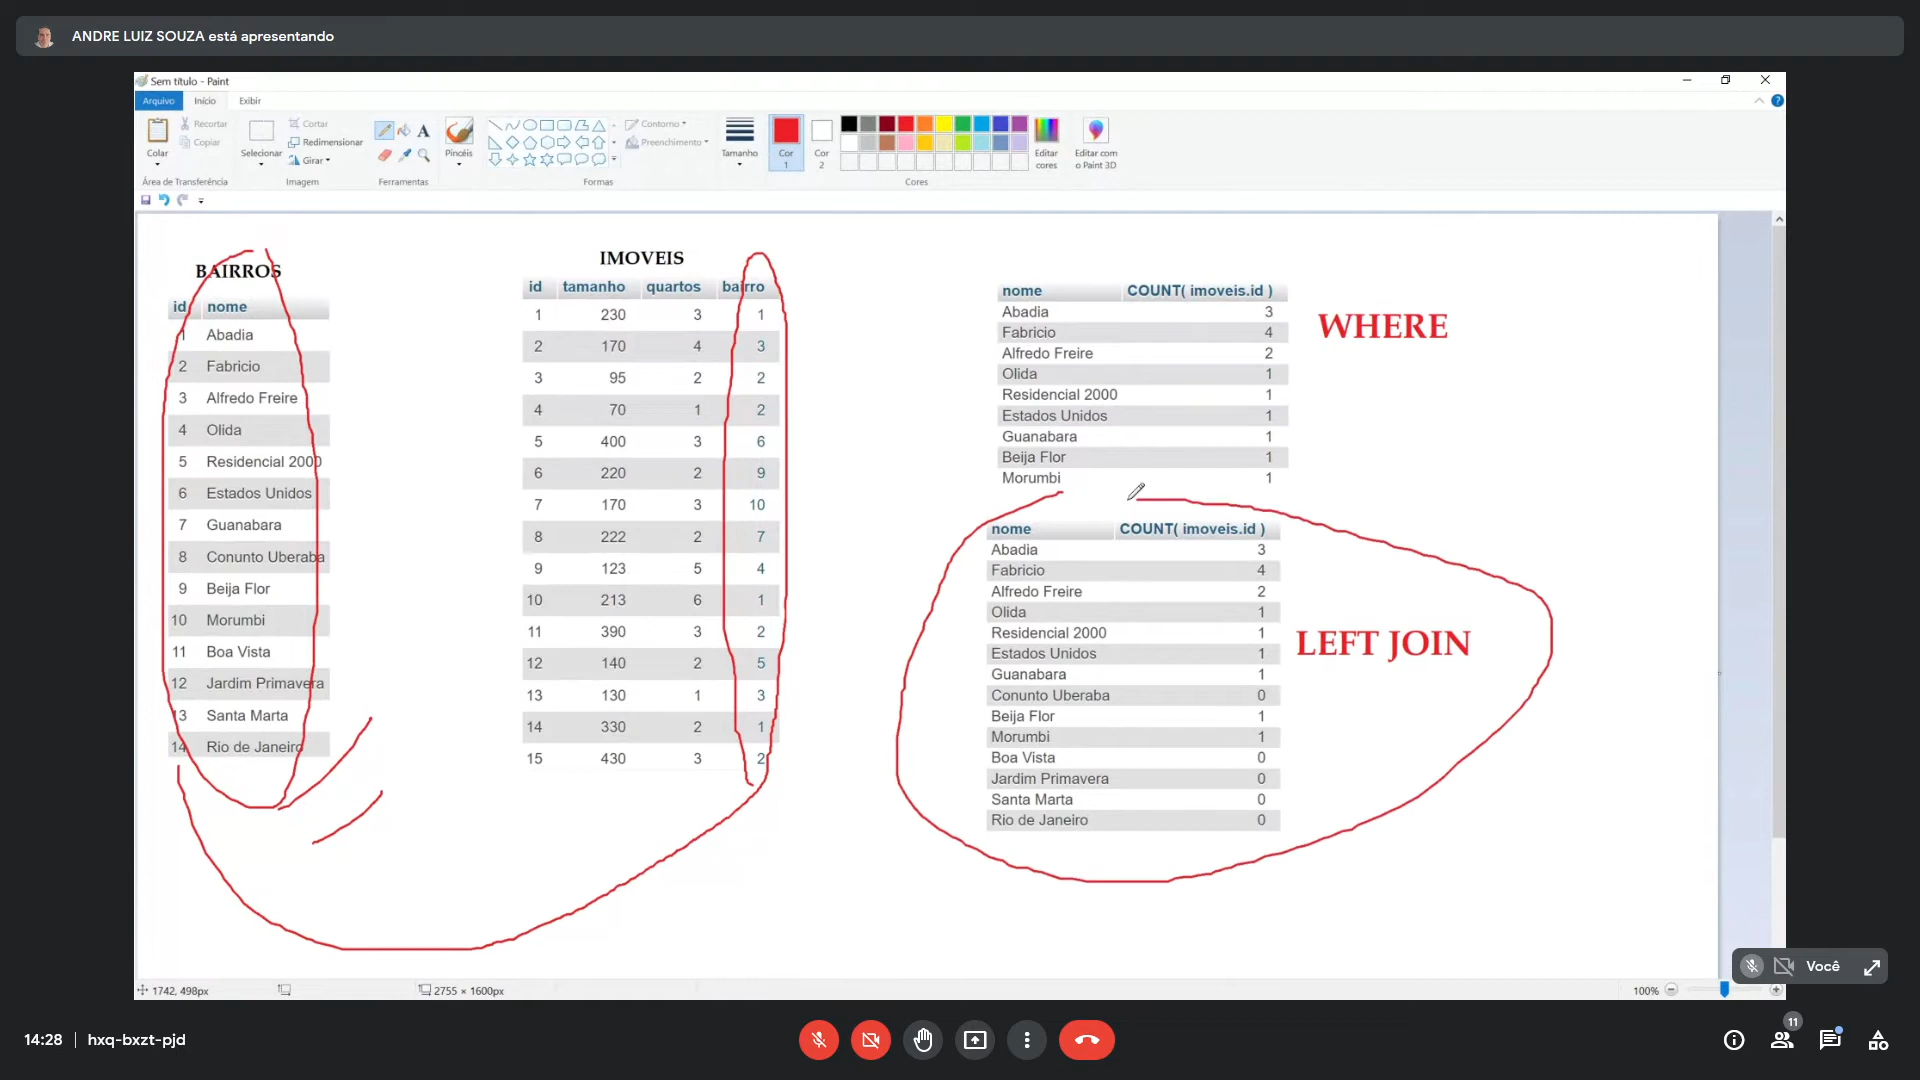 ANDRE LUIZ SOUZA está apresentando
Sem título - Paint
Arquivo Início Exibir
Colar
Recortar
Copiar
Área de Transferência
Selecionar
Cortar
Redimensionar
Girar
Imagem
A
Ferramentas
Pincéis
Contorno
Preenchimento
Formas
Tamanho
Cor 1
Cor 2
Editar cores
Editar com o Paint 3D
Cores
BAIRROS
id nome
1 Abadia
2 Fabricio
3 Alfredo Freire
4 Olida
5 Residencial 2000
6 Estados Unidos
7 Guanabara
8 Conunto Uberaba
9 Beija Flor
10 Morumbi
11 Boa Vista
12 Jardim Primavera
13 Santa Marta
14 Rio de Janeiro
IMOVEIS
id tamanho quartos bairro
1 230 3 1
2 170 4 3
3 95 2 2
4 70 1 2
5 400 3 6
6 220 2 9
7 170 3 10
8 222 2 7
9 123 5 4
10 213 6 1
11 390 3 2
12 140 2 5
13 130 1 3
14 330 2 1
15 430 3 2
nome COUNT( imoveis.id )
Abadia 3
Fabricio 4
Alfredo Freire 2
Olida 1
Residencial 2000 1
Estados Unidos 1
Guanabara 1
Beija Flor 1
Morumbi 1
WHERE
nome COUNT( imoveis.id )
Abadia 3
Fabricio 4
Alfredo Freire 2
Olida 1
Residencial 2000 1
Estados Unidos 1
Guanabara 1
Conunto Uberaba 0
Beija Flor 1
Morumbi 1
Boa Vista 0
Jardim Primavera 0
Santa Marta 0
Rio de Janeiro 0
LEFT JOIN
Você
1742, 498px
2755 × 1600px
100%
14:28 | hxq-bxzt-pjd
11